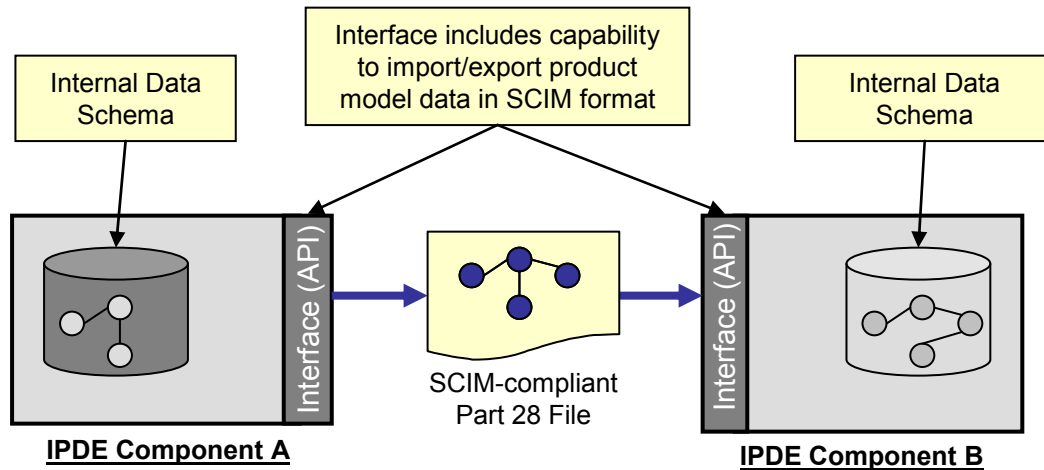 Interface includes capability
to import/export product
model data in SCIM format
Internal Data
Schema
Internal Data
Schema
Interface (API)
Interface (API)
SCIM-compliant
Part 28 File
IPDE Component A
IPDE Component B